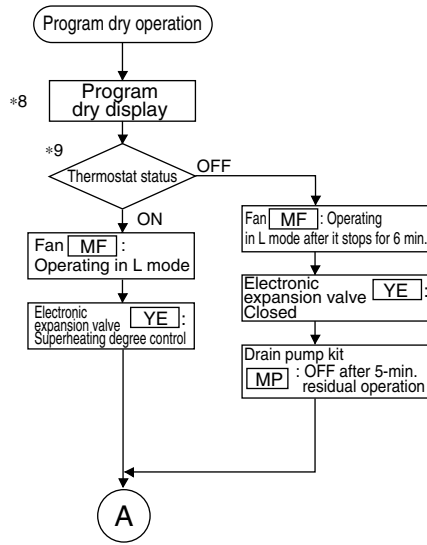 Program dry operation
*8
Program
dry display
*9
Thermostat status
OFF
ON
Fan MF :
Operating in L mode
Electronic
expansion valve YE :
Superheating degree control
Fan MF : Operating
in L mode after it stops for 6 min.
Electronic
expansion valve YE :
Closed
Drain pump kit
MP : OFF after 5-min.
residual operation
A